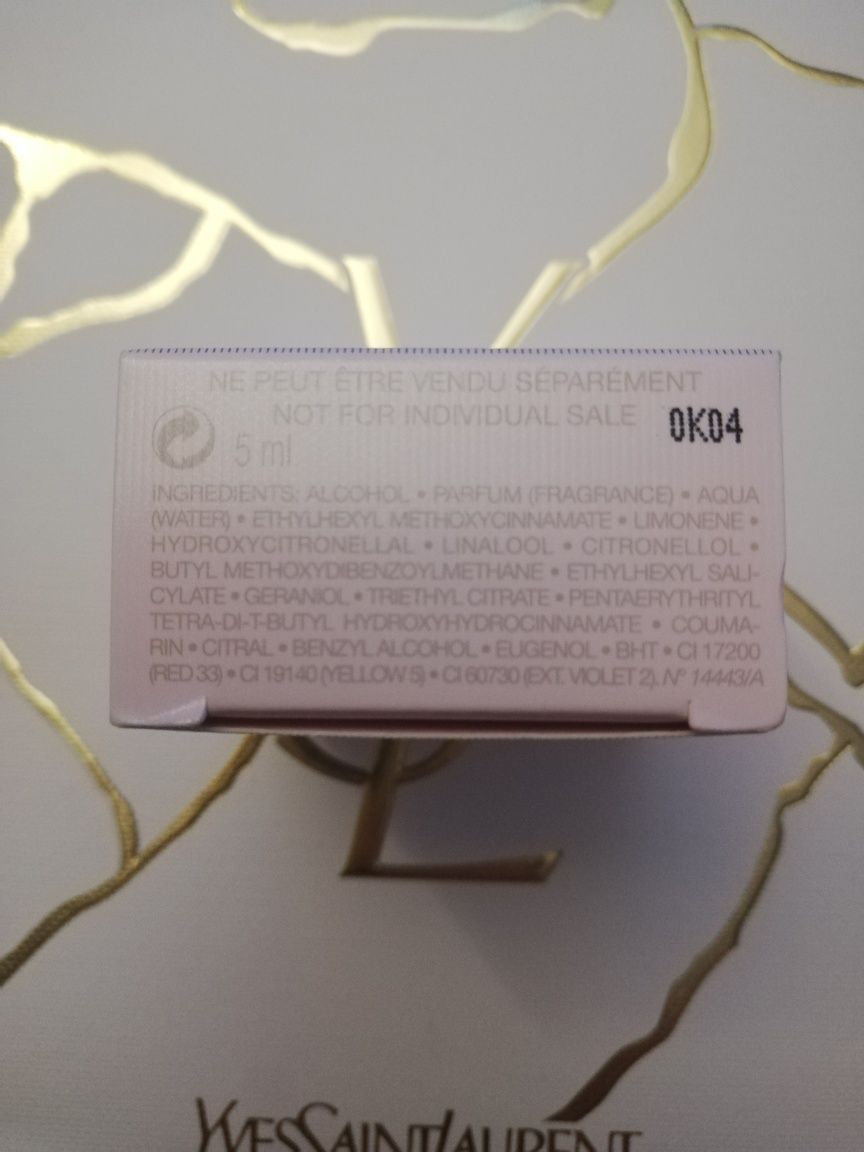 NE PEUT ÊTRE VENDU SÉPARÉMENT
NOT FOR INDIVIDUAL SALE
0K04
5 ml
INGREDIENTS: ALCOHOL • PARFUM (FRAGRANCE) • AQUA
(WATER) • ETHYLHEXYL METHOXYCINNAMATE • LIMONENE •
HYDROXYCITRONELLAL • LINALOOL • CITRONELLOL •
BUTYL METHOXYDIBENZOYLMETHANE • ETHYLHEXYL SALI-
CYLATE • GERANIOL • TRIETHYL CITRATE • PENTAERYTHRITYL
TETRA-DI-T-BUTYL HYDROXYHYDROCINNAMATE • COUMA-
RIN • CITRAL • BENZYL ALCOHOL • EUGENOL • BHT • CI 17200
(RED 33) • CI 19140 (YELLOW 5) • CI 60730 (EXT. VIOLET 2). N° 14443/A
YVESSAINTLAURENT